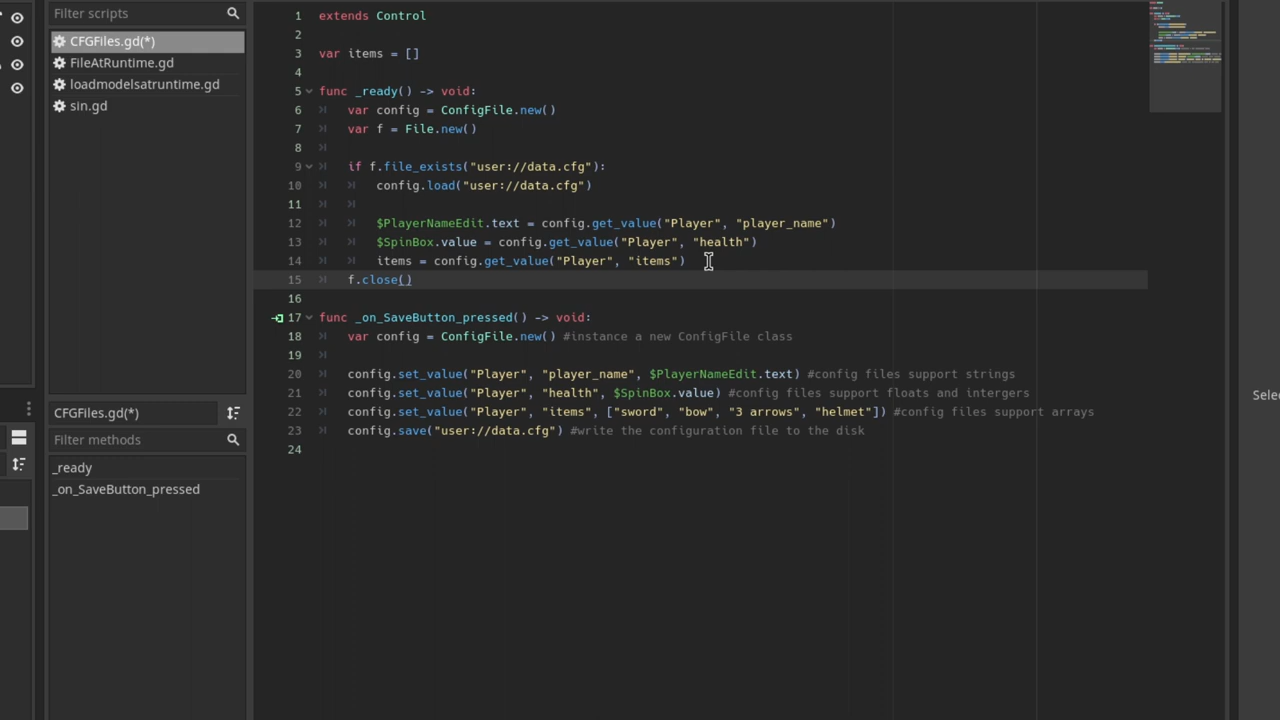 Filter scripts
CFGFiles.gd(*)
FileAtRuntime.gd
loadmodelsatruntime.gd
sin.gd
CFGFiles.gd(*)
Filter methods
_ready
_on_SaveButton_pressed
1 extends Control
2
3 var items = []
4
5 func _ready() -> void:
6 var config = ConfigFile.new()
7 var f = File.new()
8
9 if f.file_exists("user://data.cfg"):
10 config.load("user://data.cfg")
11
12 $PlayerNameEdit.text = config.get_value("Player", "player_name")
13 $SpinBox.value = config.get_value("Player", "health")
14 items = config.get_value("Player", "items")
15 f.close()
16
17 func _on_SaveButton_pressed() -> void:
18 var config = ConfigFile.new() #instance a new ConfigFile class
19
20 config.set_value("Player", "player_name", $PlayerNameEdit.text) #config files support strings
21 config.set_value("Player", "health", $SpinBox.value) #config files support floats and intergers
22 config.set_value("Player", "items", ["sword", "bow", "3 arrows", "helmet"]) #config files support arrays
23 config.save("user://data.cfg") #write the configuration file to the disk
24
Selec